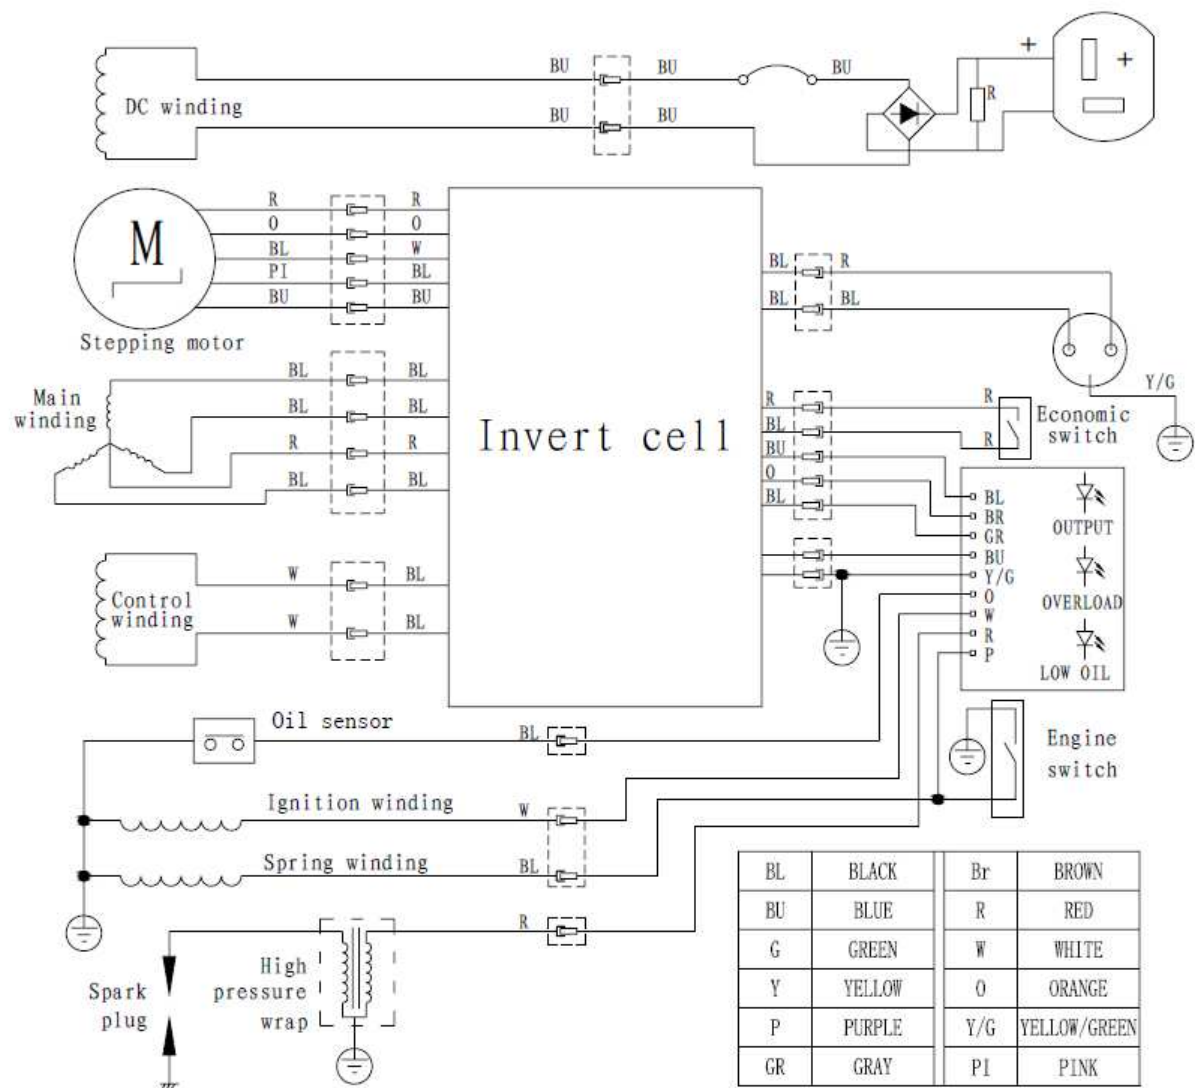 BU BU BU
+ +
DC winding
R
BU BU
R R
O O
M
BL W
PI BL
BU BU
Stepping motor
BL R
BL BL
Y/G
Main
winding
BL BL
BL BL
R R
BL BL
Invert cell
R R
BL R
BU
O
BL
Economic
switch
BL
BR
GR
BU
Y/G
O
W
R
P
OUTPUT
OVERLOAD
LOW OIL
Control
winding
W BL
W BL
Oil sensor
BL
Engine
switch
Ignition winding
W
Spring winding
BL
R
High
pressure
wrap
Spark
plug
BL BLACK Br BROWN
BU BLUE R RED
G GREEN W WHITE
Y YELLOW O ORANGE
P PURPLE Y/G YELLOW/GREEN
GR GRAY PI PINK